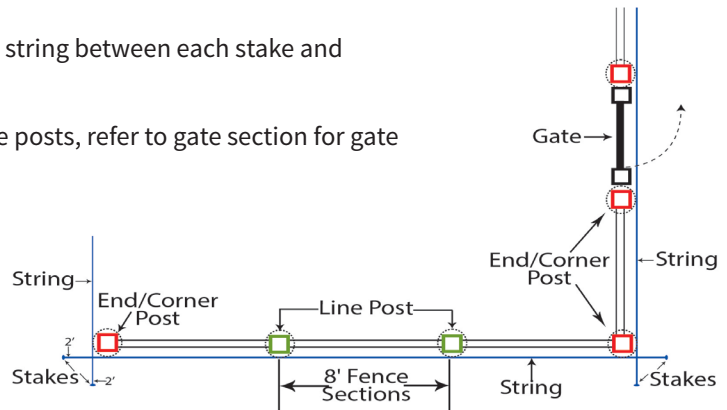 string between each stake and
e posts, refer to gate section for gate
Gate
End/Corner
Post
String
String
End/Corner
Post
Line Post
2'
Stakes
2'
8' Fence
Sections
String
Stakes